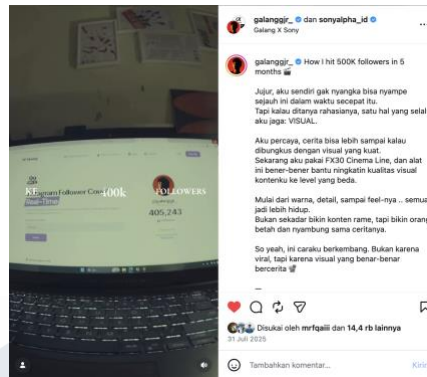 KE 400k FOLLOWERS
Real-Time
405,243
galanggjr_ dan sonyalpha_id
Galang X Sony
galanggjr_ How I hit 500K followers in 5
months
Jujur, aku sendiri gak nyangka bisa nyampe
sejauh ini dalam waktu secepat itu.
Tapi kalau ditanya rahasianya, satu hal yang selal
aku jaga: VISUAL.
Aku percaya, cerita bisa lebih sampai kalau
dibungkus dengan visual yang kuat.
Sekarang aku pakai FX30 Cinema Line, dan alat
ini bener-bener bantu ningkatin kualitas visual
kontenku ke level yang beda.
Mulai dari warna, detail, sampai feel-nya .. semua
jadi lebih hidup.
Bukan sekadar bikin konten rame, tapi bikin orang
betah dan nyambung sama ceritanya.
So yeah, ini caraku berkembang. Bukan karena
viral, tapi karena visual yang benar-benar
bercerita
—
Disukai oleh mrfqaiii dan 14,4 rb lainnya
31 Juli 2025
Tambahkan komentar...
Kirim